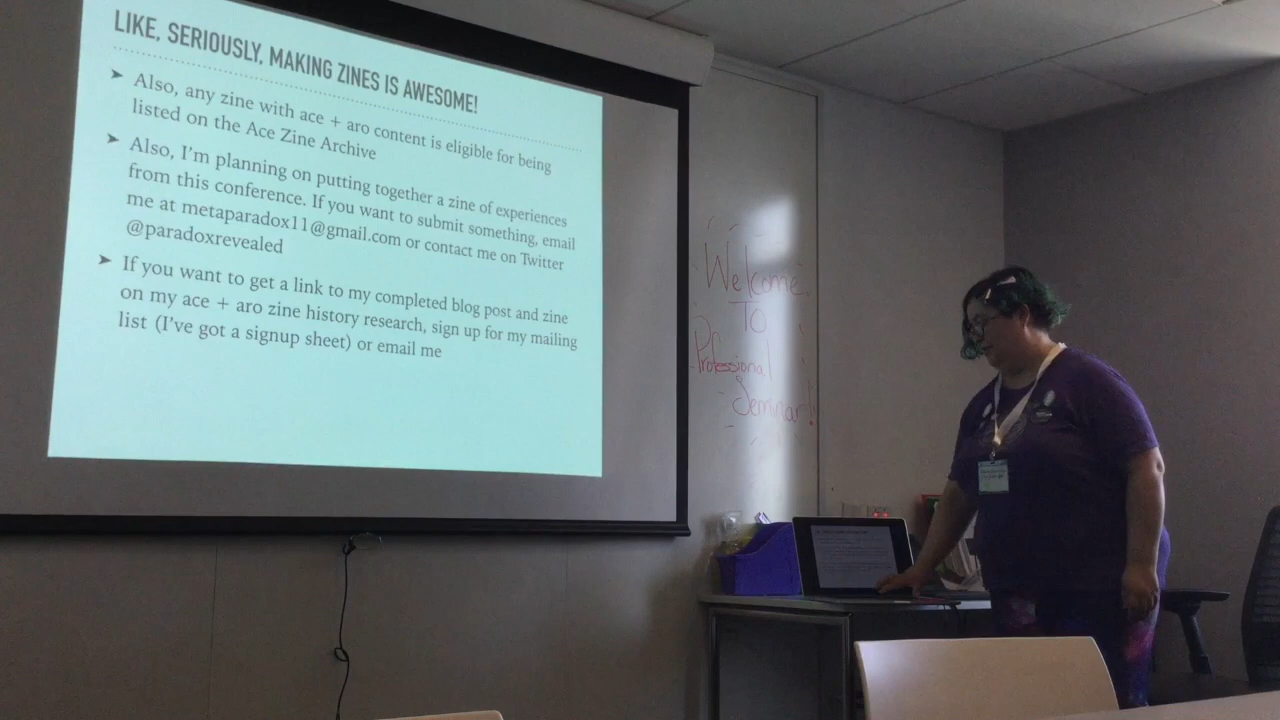 LIKE, SERIOUSLY, MAKING ZINES IS AWESOME!
➤ Also, any zine with ace + aro content is eligible for being
listed on the Ace Zine Archive
➤ Also, I'm planning on putting together a zine of experiences
from this conference. If you want to submit something, email
me at metaparadox11@gmail.com or contact me on Twitter
@paradoxrevealed
➤ If you want to get a link to my completed blog post and zine
on my ace + aro zine history research, sign up for my mailing
list (I've got a signup sheet) or email me
Welcome
TO
Professional
Seminar!